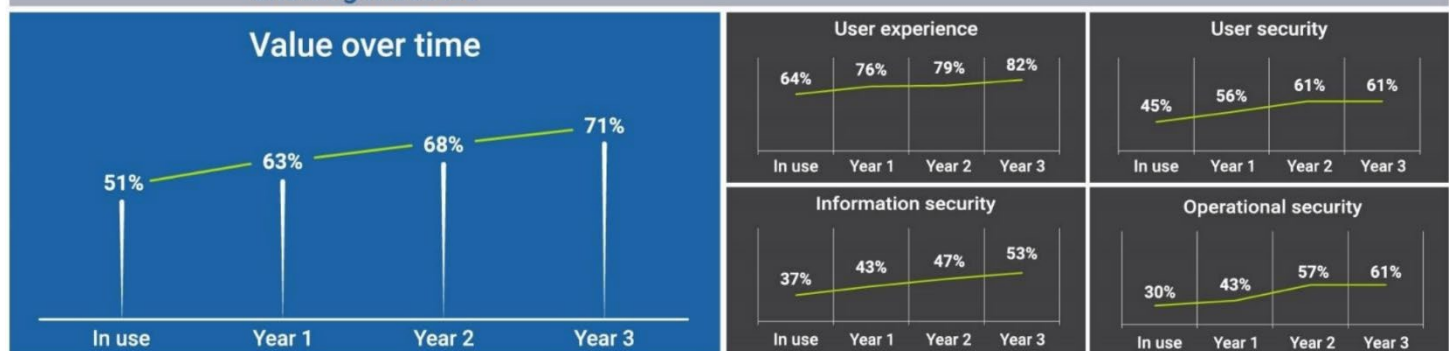 Value over time
51%
63%
68%
71%
In use Year 1 Year 2 Year 3
User experience
64% 76% 79% 82%
In use Year 1 Year 2 Year 3
User security
45% 56% 61% 61%
In use Year 1 Year 2 Year 3
Information security
37% 43% 47% 53%
In use Year 1 Year 2 Year 3
Operational security
30% 43% 57% 61%
In use Year 1 Year 2 Year 3